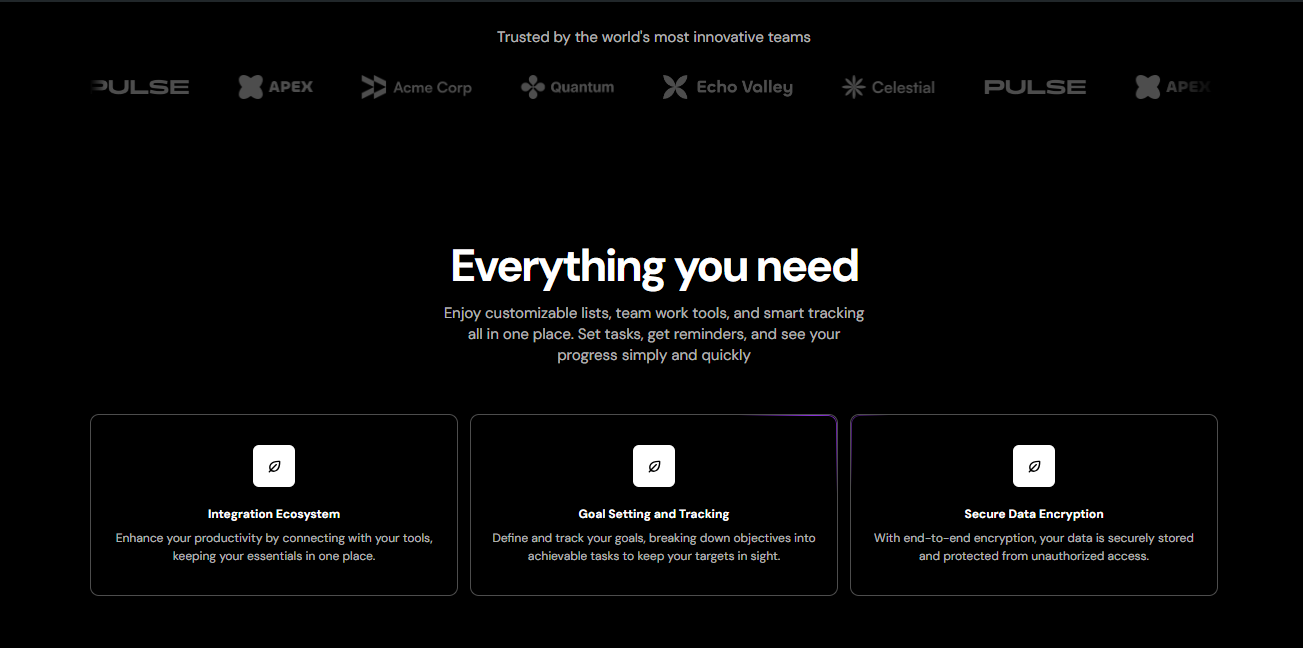 Trusted by the world's most innovative teams
PULSE APEX Acme Corp Quantum Echo Valley Celestial PULSE APEX
Everything you need
Enjoy customizable lists, team work tools, and smart tracking
all in one place. Set tasks, get reminders, and see your
progress simply and quickly
Integration Ecosystem
Enhance your productivity by connecting with your tools,
keeping your essentials in one place.
Goal Setting and Tracking
Define and track your goals, breaking down objectives into
achievable tasks to keep your targets in sight.
Secure Data Encryption
With end-to-end encryption, your data is securely stored
and protected from unauthorized access.